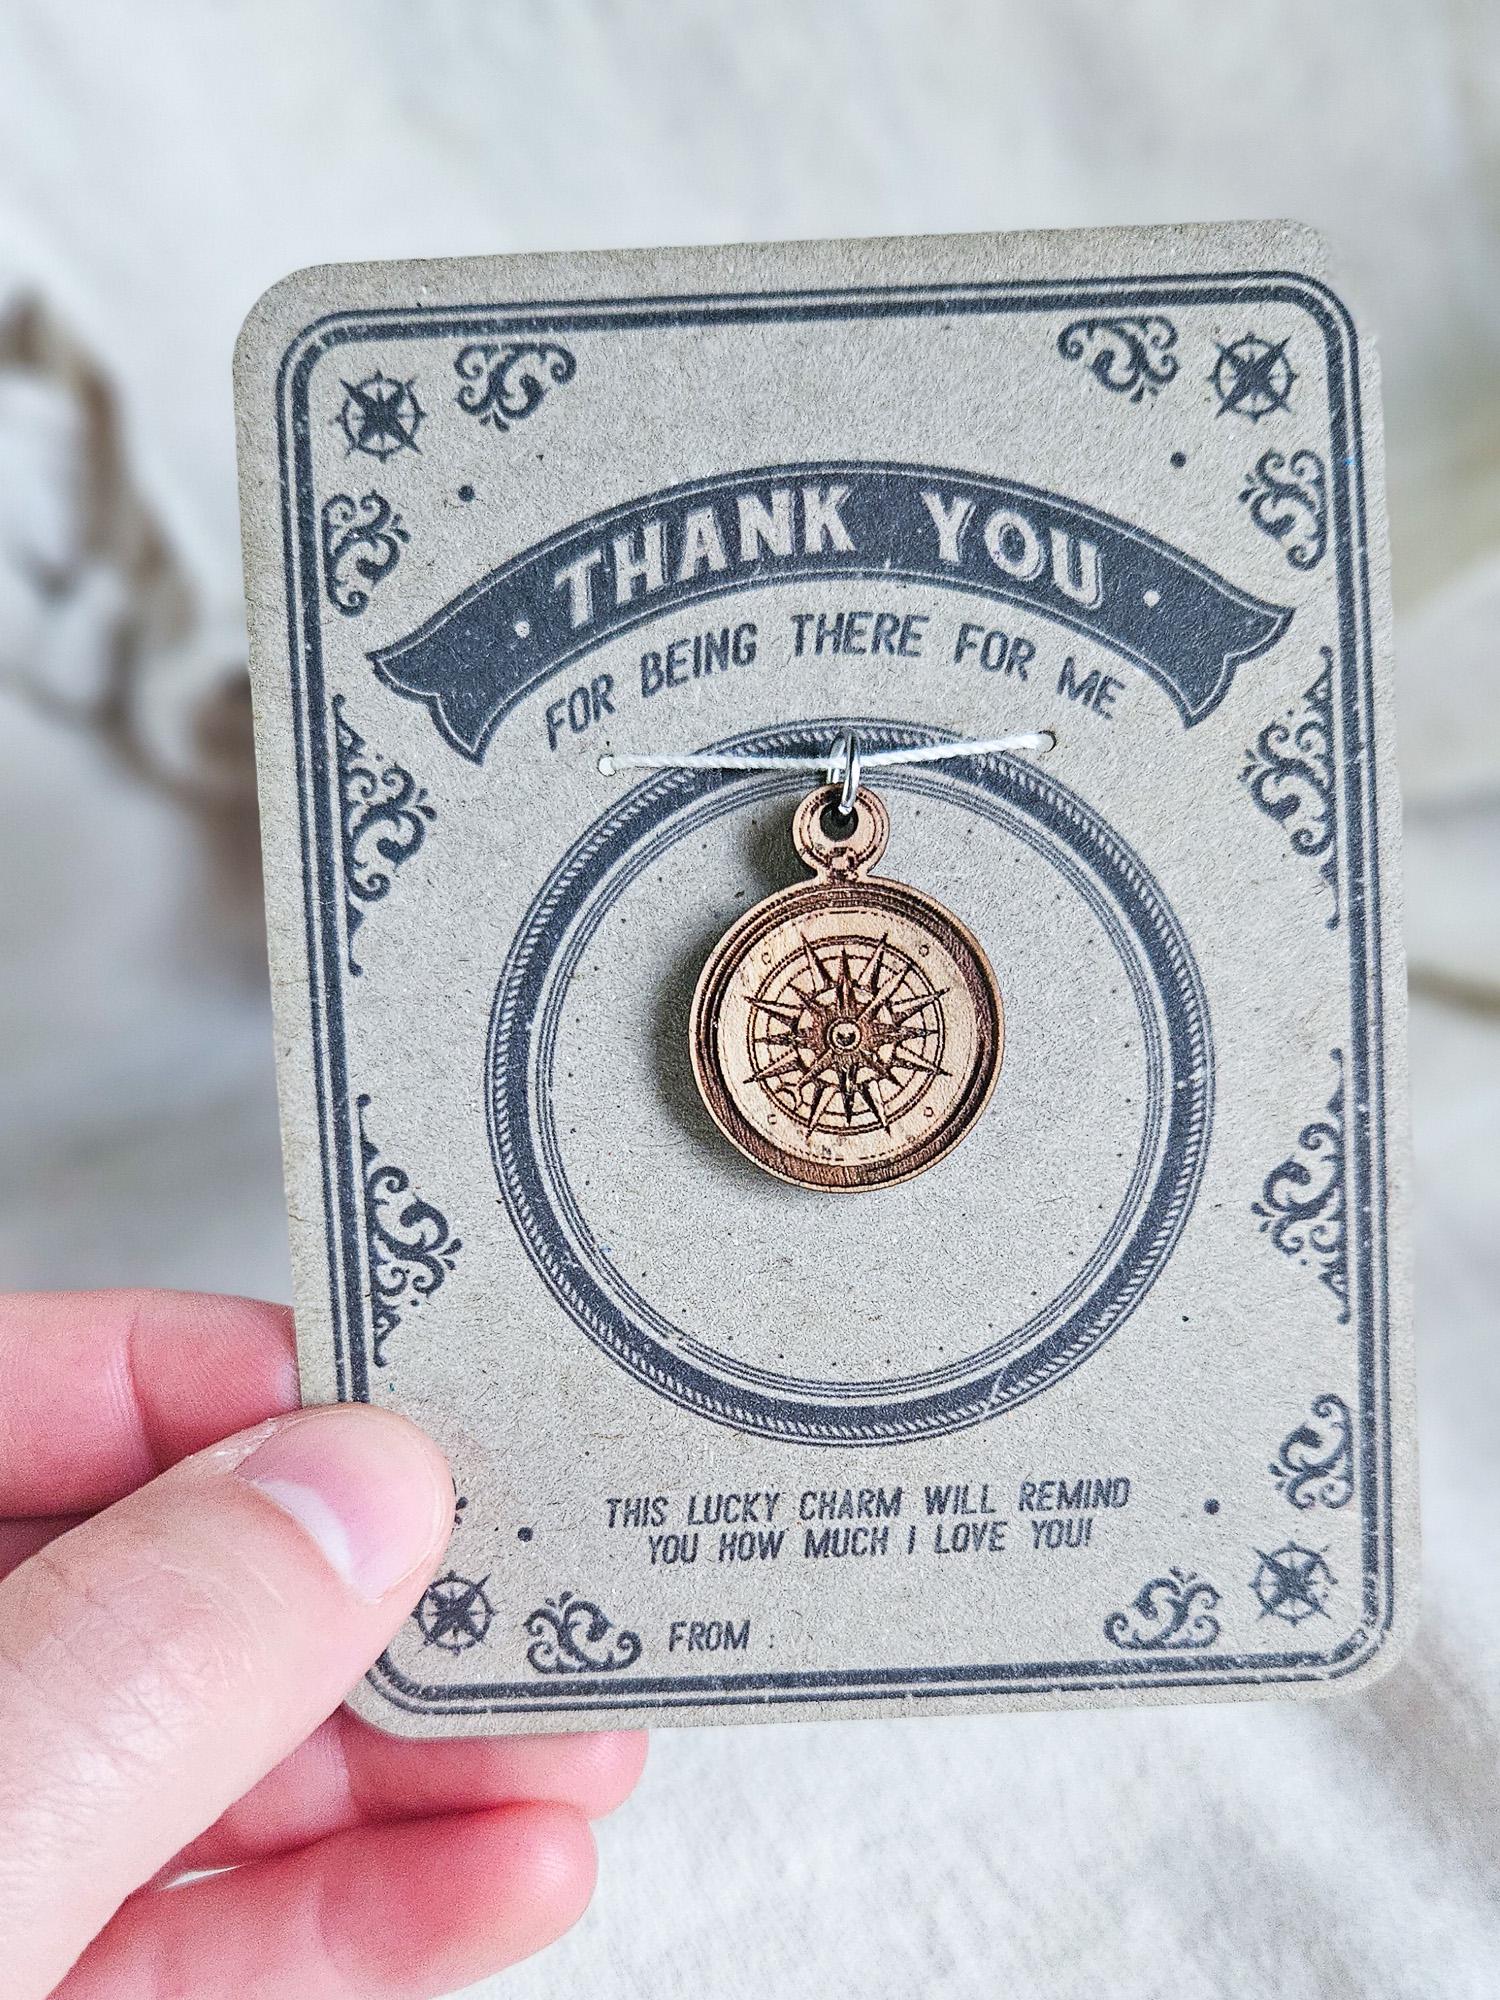 THANK YOU
FOR BEING THERE FOR ME
THIS LUCKY CHARM WILL REMIND
YOU HOW MUCH I LOVE YOU!
FROM :